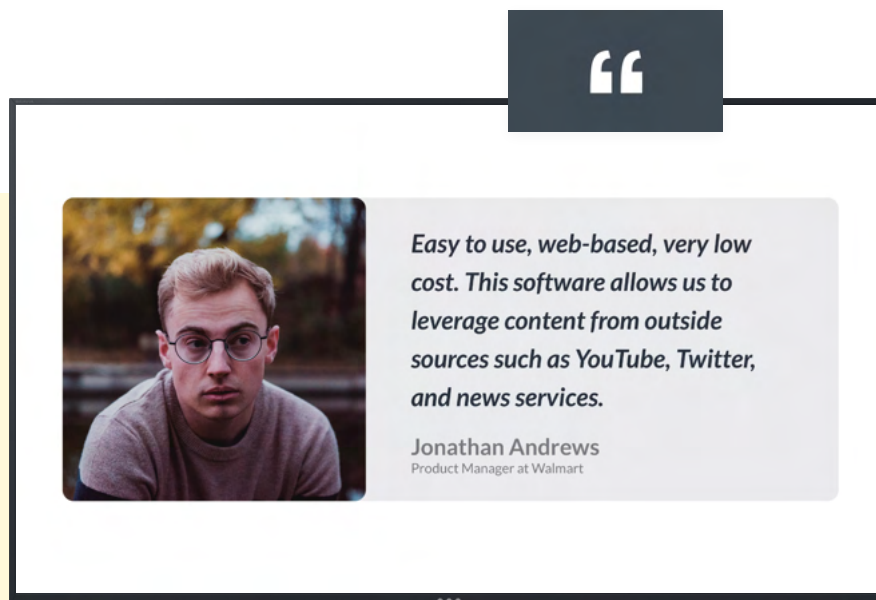 “
Easy to use, web-based, very low
cost. This software allows us to
leverage content from outside
sources such as YouTube, Twitter,
and news services.
Jonathan Andrews
Product Manager at Walmart